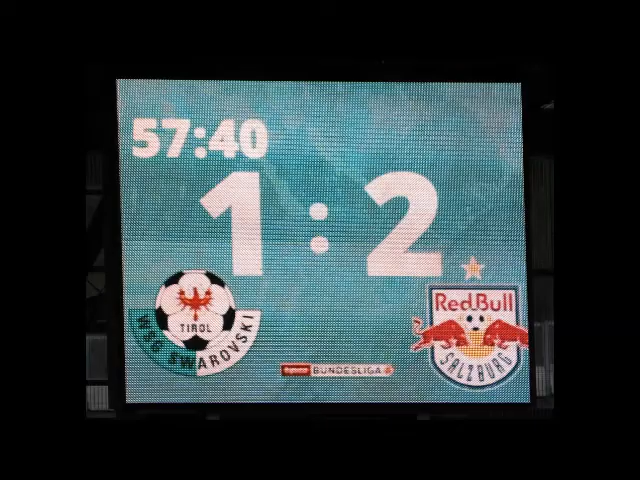 57:40
1 : 2
TIROL
WSG SWAROVSKI
Red Bull
SALZBURG
BUNDESLIGA